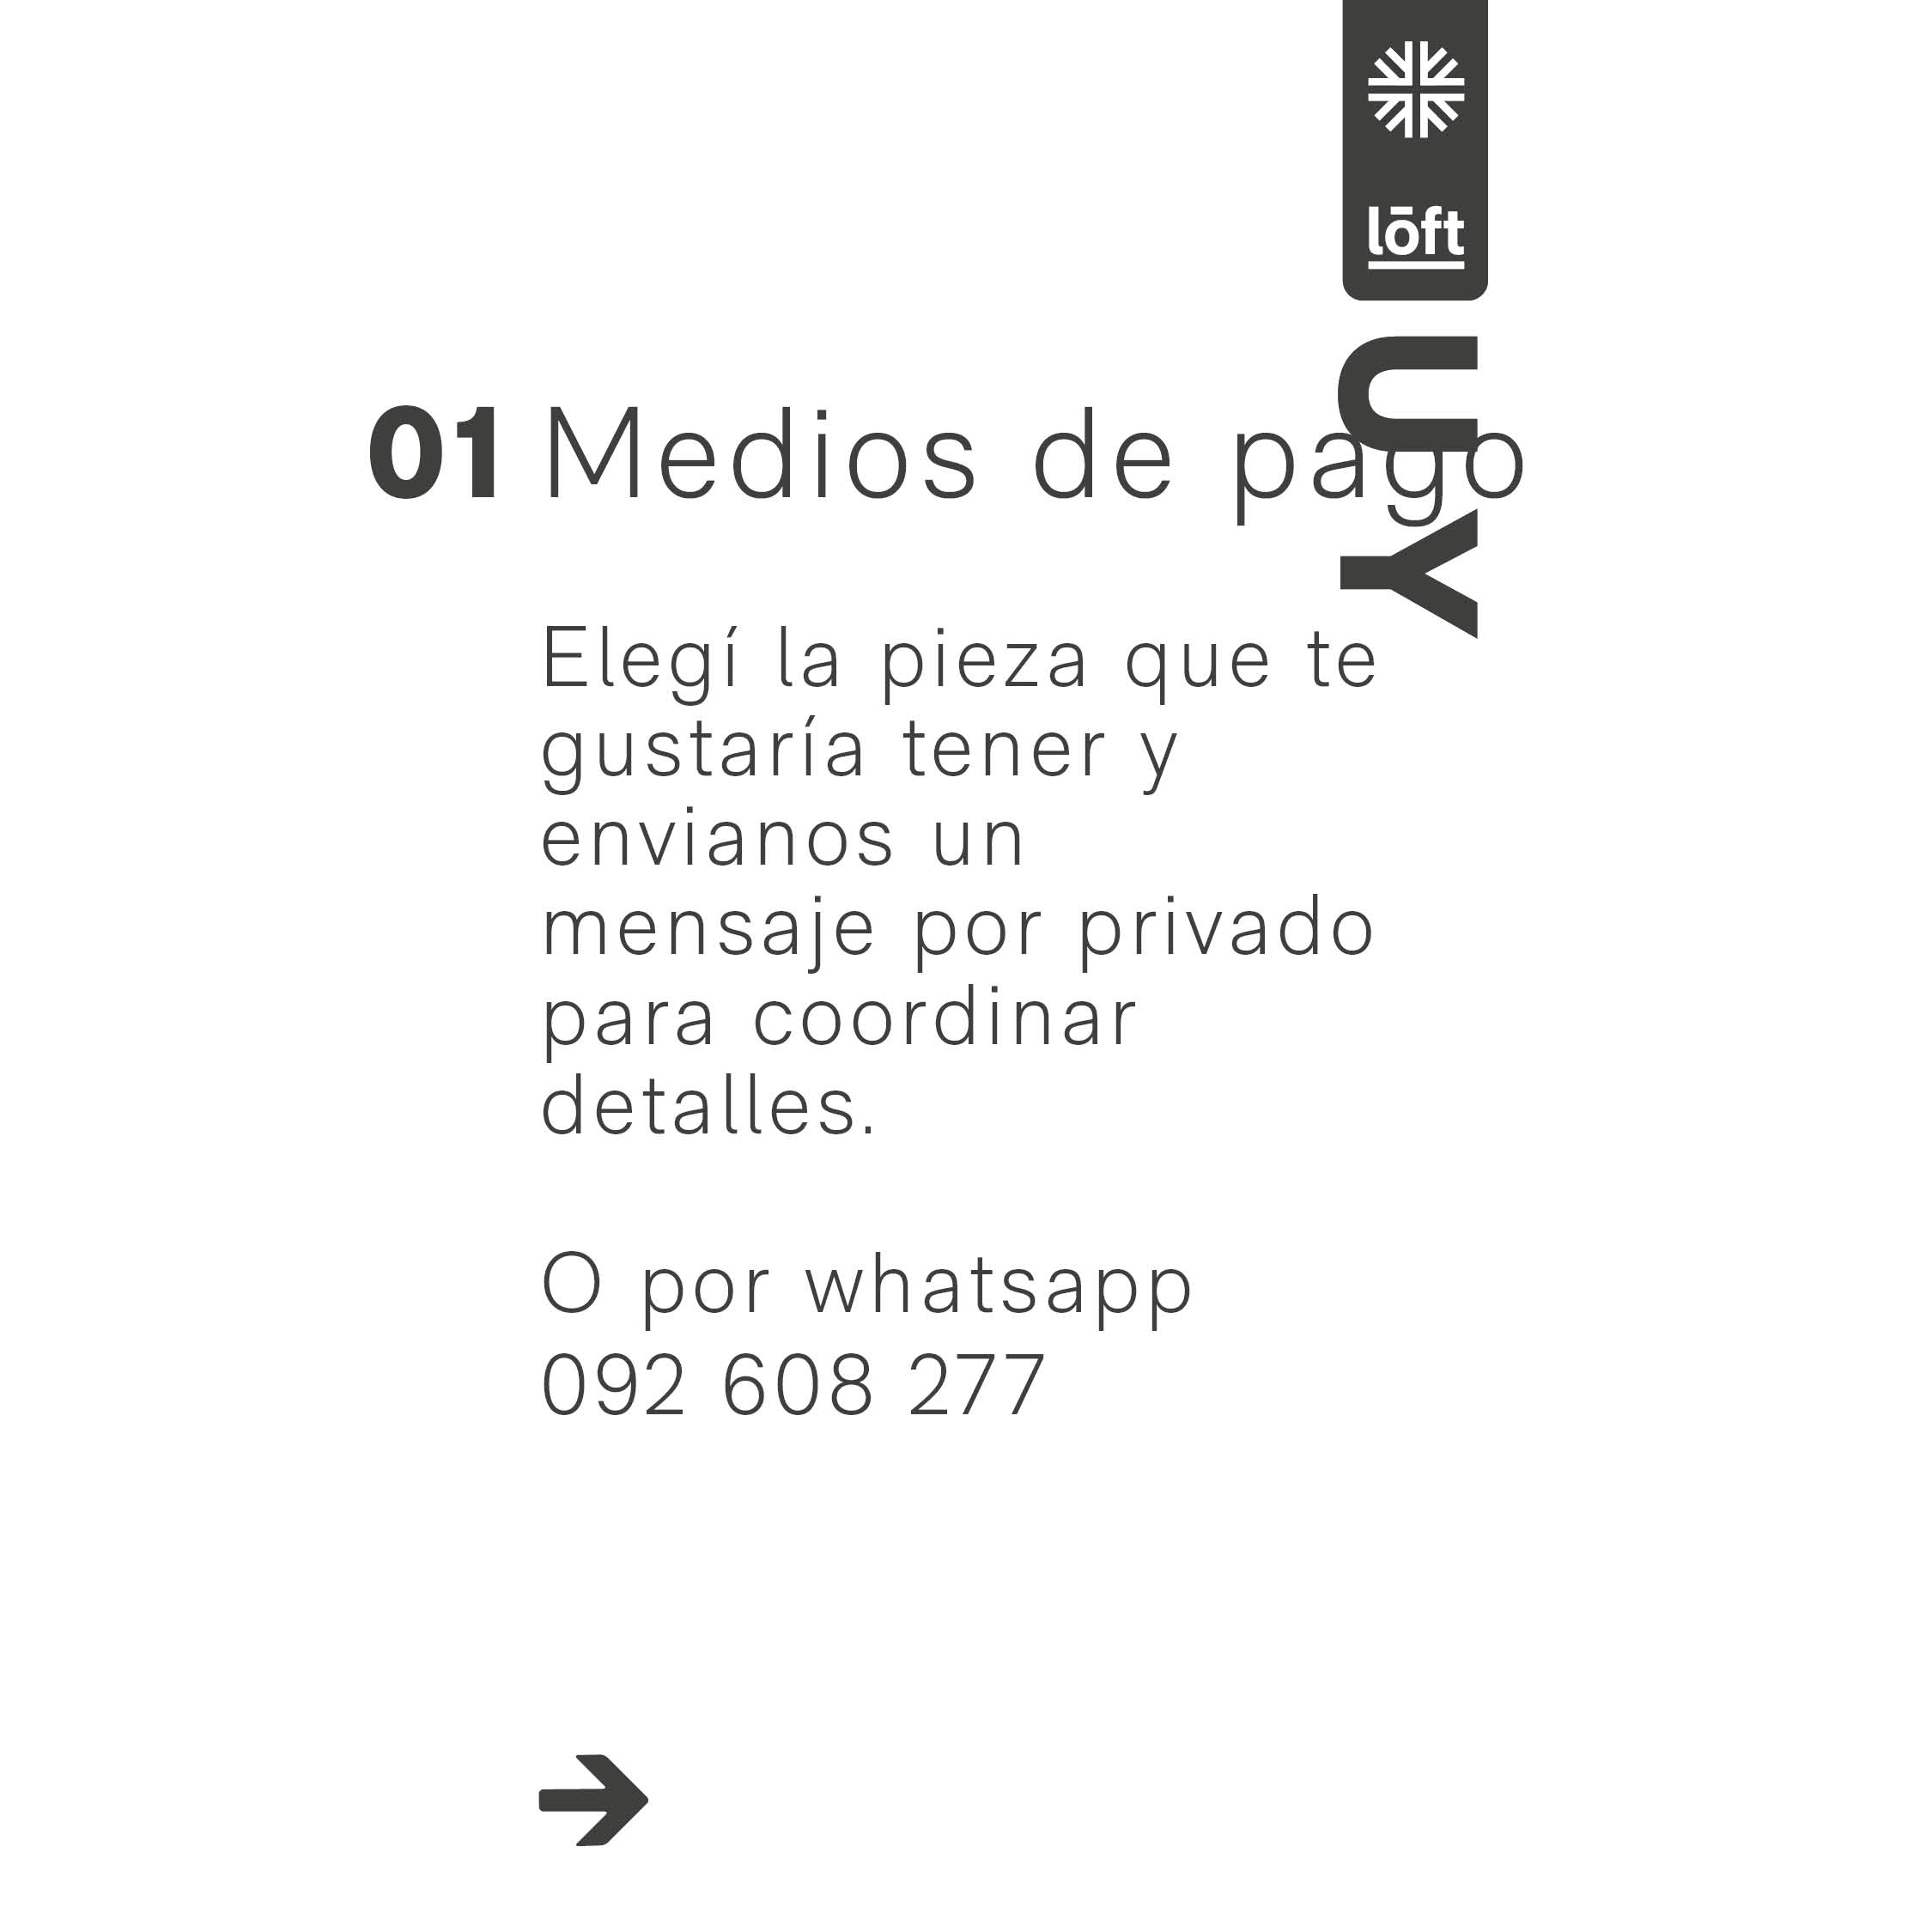 lōft
UY
01 Medios de pago
Elegí la pieza que te
gustaría tener y
envianos un
mensaje por privado
para coordinar
detalles.
O por whatsapp
092 608 277